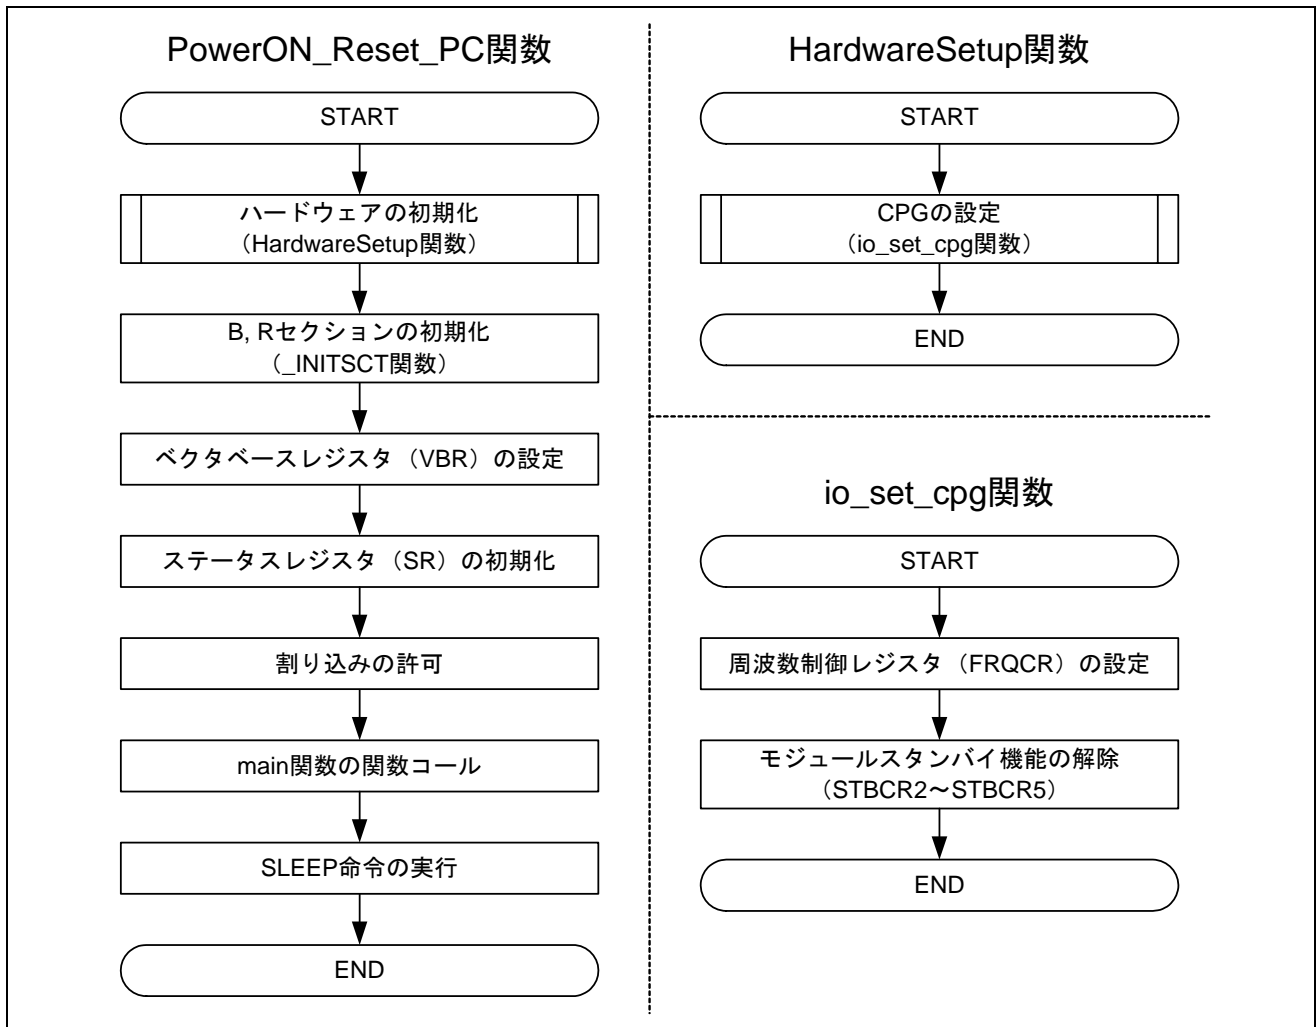 PowerON_Reset_PC関数
START
ハードウェアの初期化
（HardwareSetup関数）
B, Rセクションの初期化
（_INITSCT関数）
ベクタベースレジスタ（VBR）の設定
ステータスレジスタ（SR）の初期化
割り込みの許可
main関数の関数コール
SLEEP命令の実行
END
HardwareSetup関数
START
CPGの設定
（io_set_cpg関数）
END
io_set_cpg関数
START
周波数制御レジスタ（FRQCR）の設定
モジュールスタンバイ機能の解除
（STBCR2～STBCR5）
END